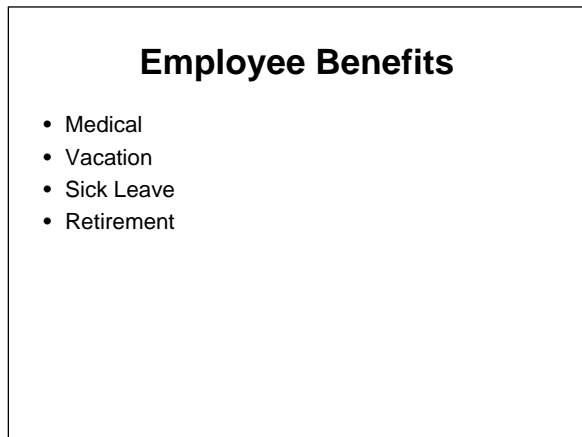 Employee Benefits
• Medical
• Vacation
• Sick Leave
• Retirement